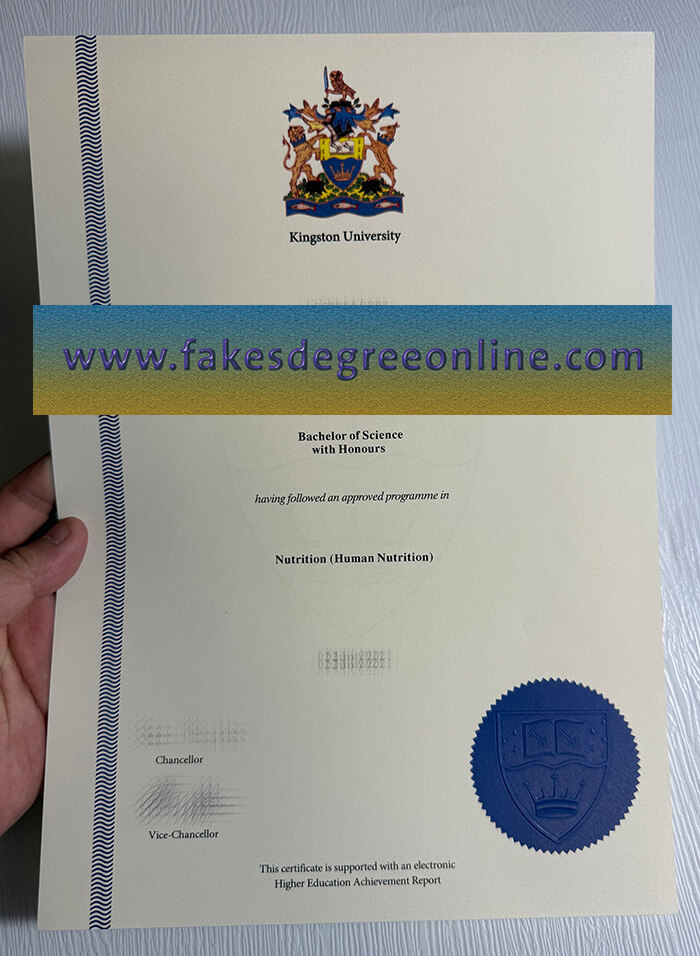 Kingston University
www.fakesdegreeonline.com
Bachelor of Science
with Honours
having followed an approved programme in
Nutrition (Human Nutrition)
Chancellor
Vice-Chancellor
This certificate is supported with an electronic
Higher Education Achievement Report